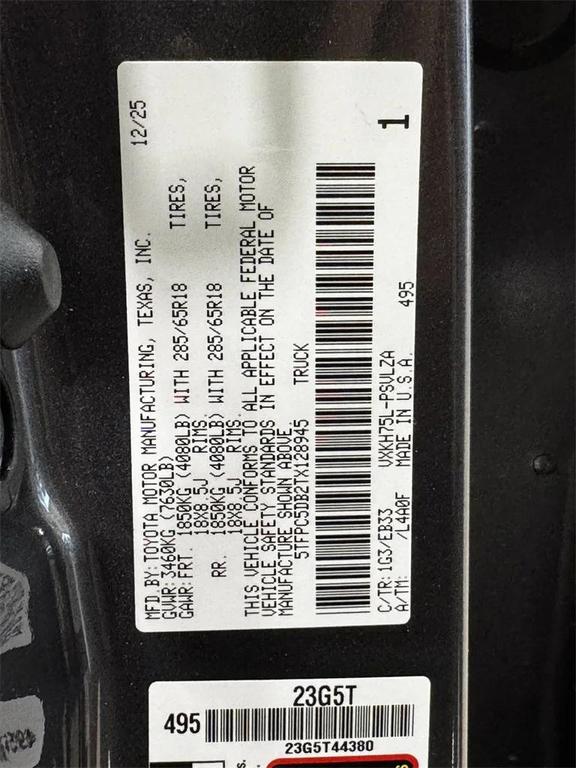 MFD.BY:TOYOTA MOTOR MANUFACTURING, TEXAS, INC. 12/25
GVWR:3460KG (7630LB)
GAWR:FRT. 1850KG (4080LB) WITH 285/65R18 TIRES,
18X8.5J RIMS,
RR. 1850KG (4080LB) WITH 285/65R18 TIRES,
18X8.5J RIMS.
THIS VEHICLE CONFORMS TO ALL APPLICABLE FEDERAL MOTOR
VEHICLE SAFETY STANDARDS IN EFFECT ON THE DATE OF
MANUFACTURE SHOWN ABOVE.
5TFPC5DB2TX128945 TRUCK
1
C/TR:1G3/EB33 VXKH75L-PSVLZA 495
A/TM: /L4A0F MADE IN U.S.A.
23G5T
495
23G5T44380